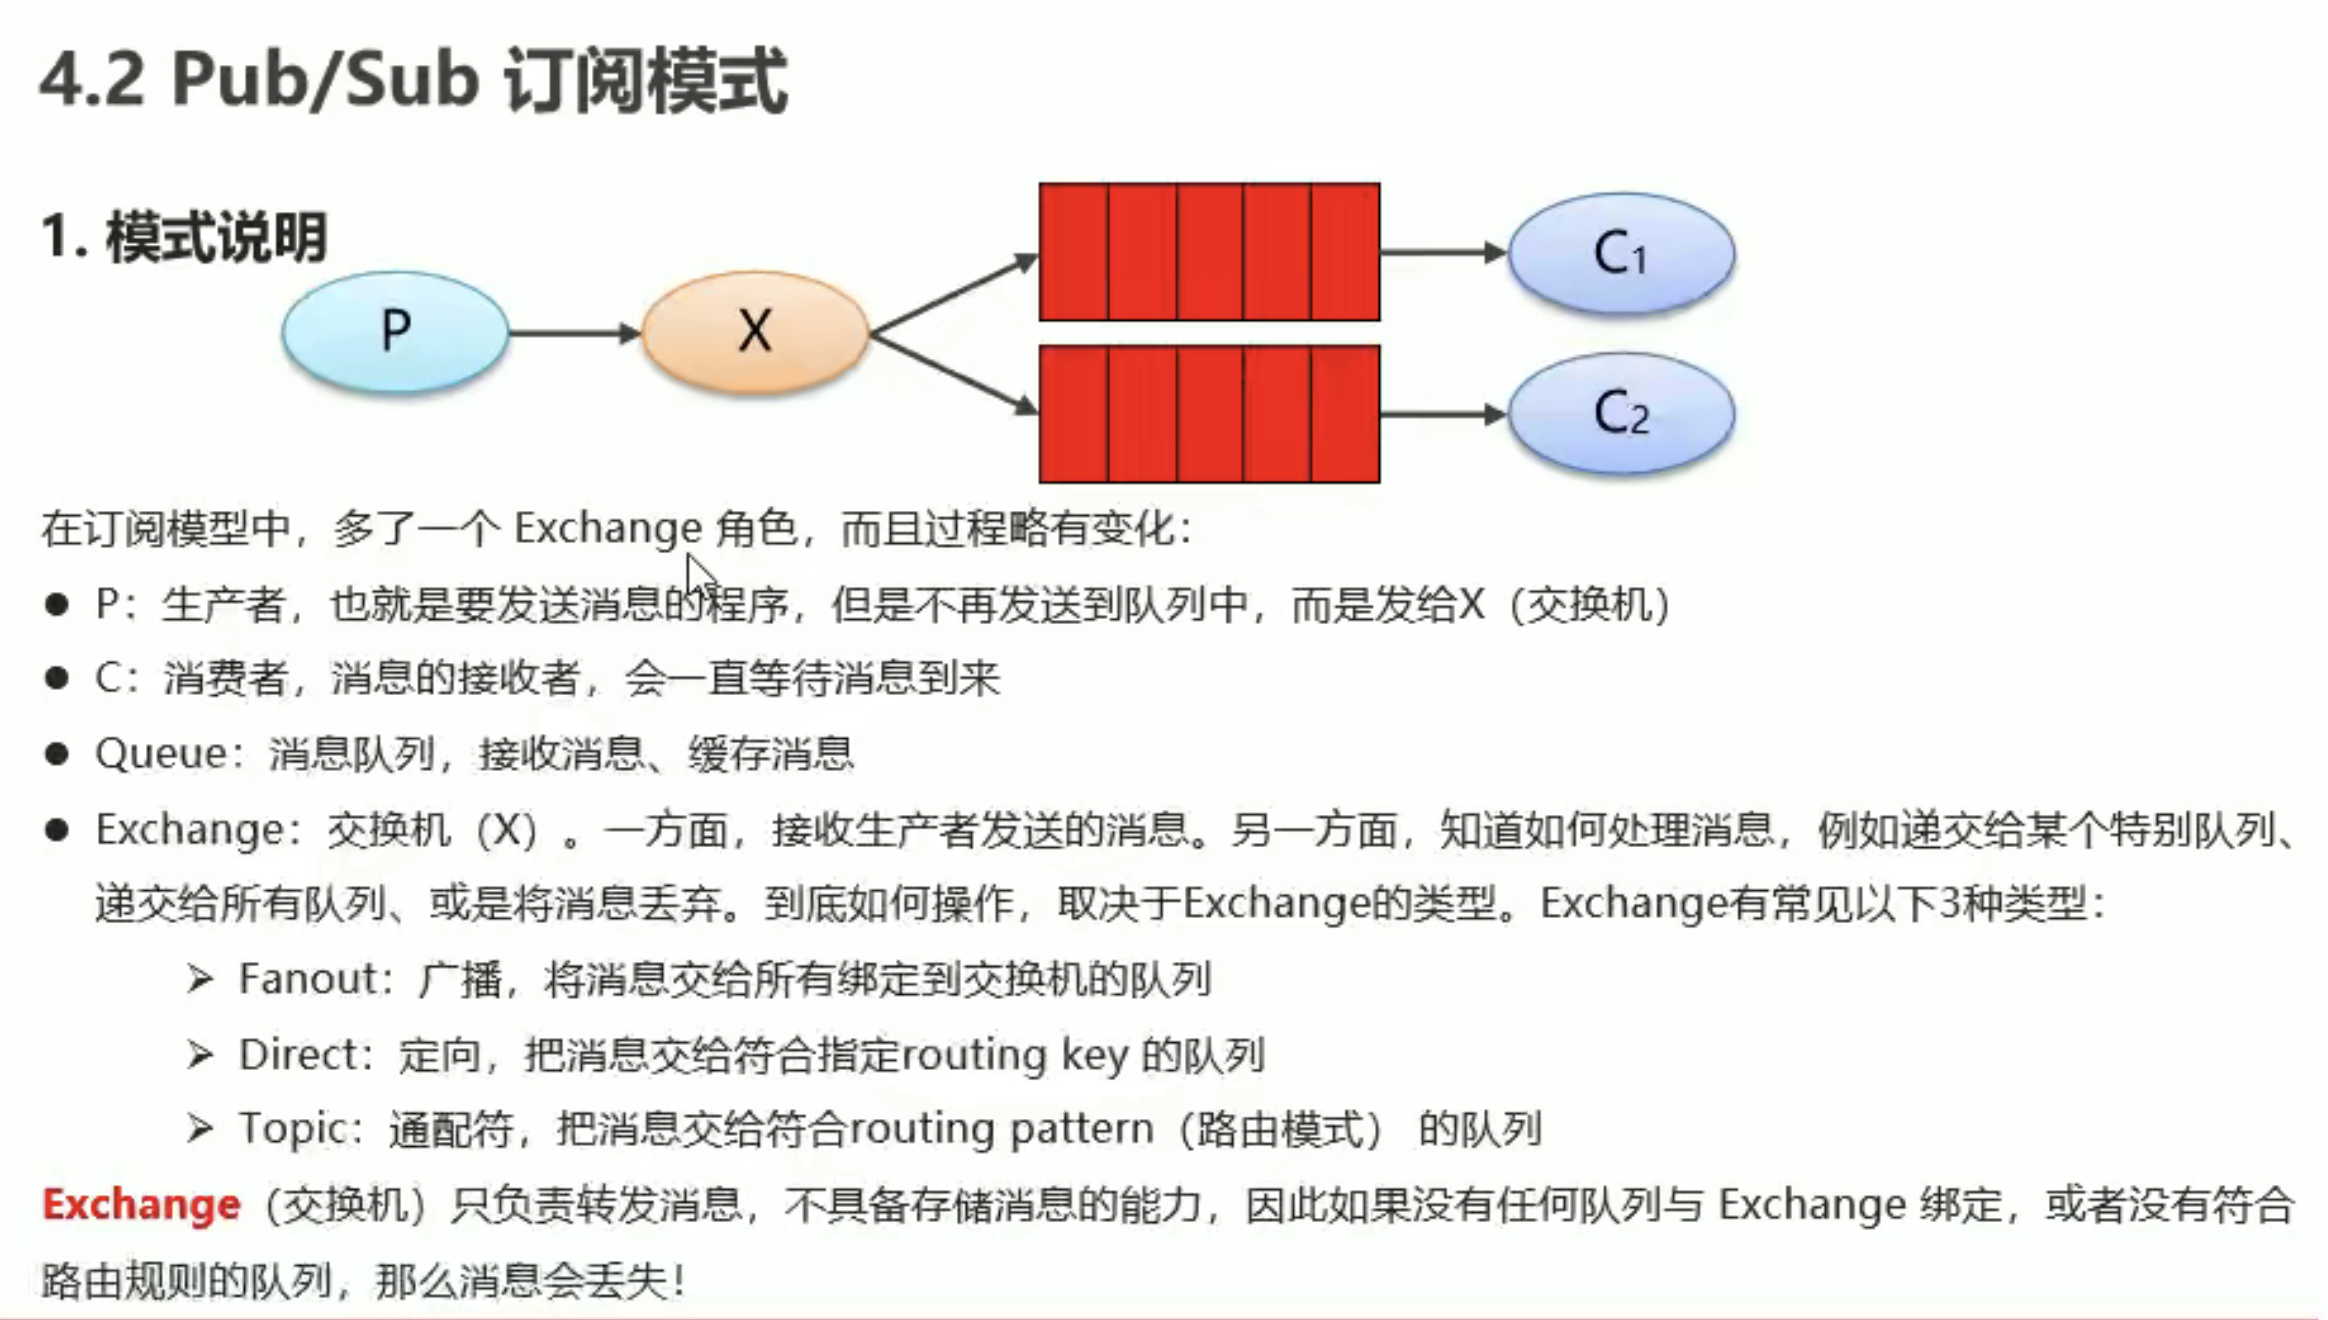 4.2 Pub/Sub 订阅模式
1. 模式说明
P
X
C1
C2
在订阅模型中，多了一个 Exchange 角色，而且过程略有变化：
● P：生产者，也就是要发送消息的程序，但是不再发送到队列中，而是发给X（交换机）
● C：消费者，消息的接收者，会一直等待消息到来
● Queue：消息队列，接收消息、缓存消息
● Exchange：交换机（X）。一方面，接收生产者发送的消息。另一方面，知道如何处理消息，例如递交给某个特别队列、
递交给所有队列、或是将消息丢弃。到底如何操作，取决于Exchange的类型。Exchange有常见以下3种类型：
➢ Fanout：广播，将消息交给所有绑定到交换机的队列
➢ Direct：定向，把消息交给符合指定routing key 的队列
➢ Topic：通配符，把消息交给符合routing pattern（路由模式） 的队列
Exchange（交换机）只负责转发消息，不具备存储消息的能力，因此如果没有任何队列与 Exchange 绑定，或者没有符合
路由规则的队列，那么消息会丢失！